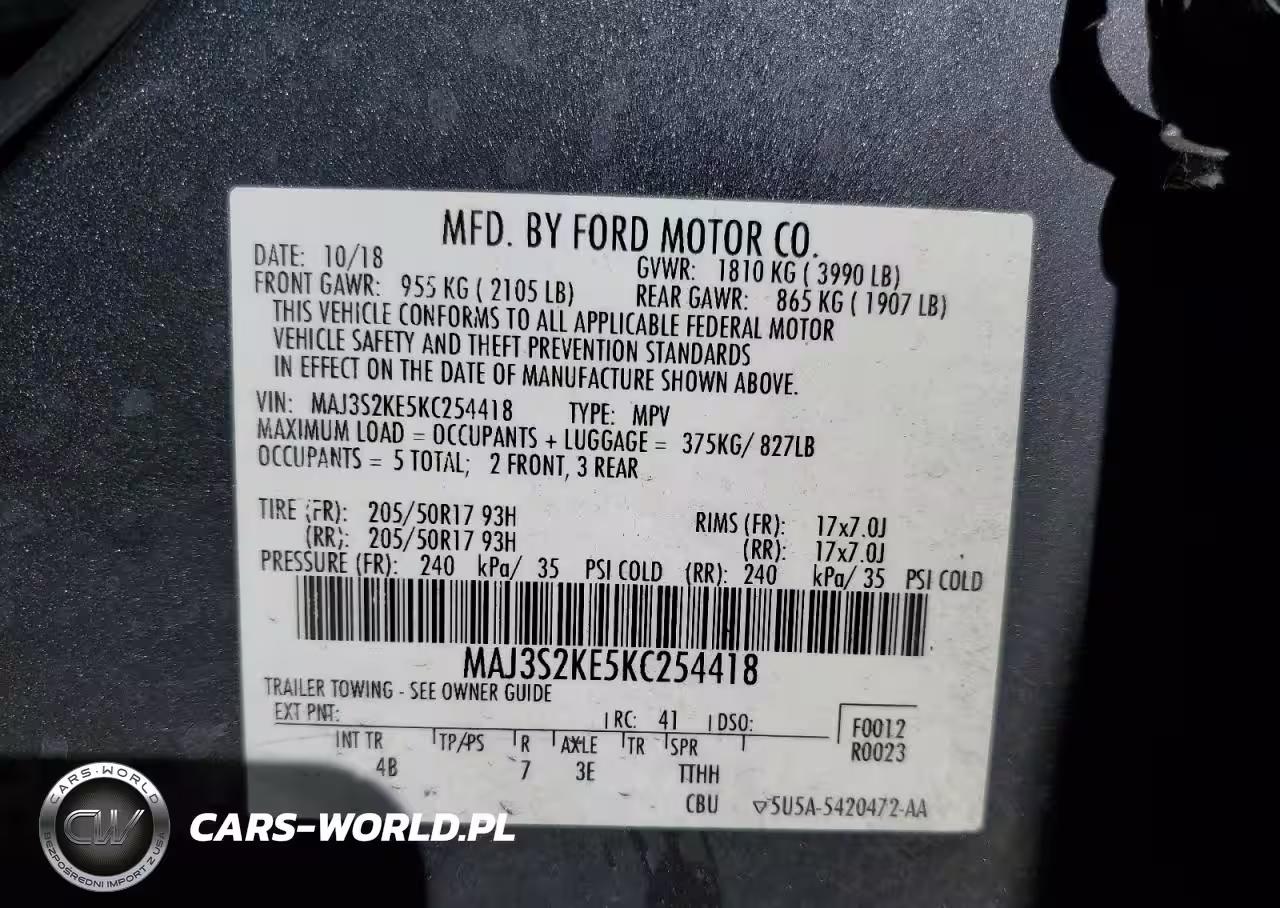 MFD. BY FORD MOTOR CO.
DATE: 10/18 GVWR: 1810 KG ( 3990 LB)
FRONT GAWR: 955 KG ( 2105 LB) REAR GAWR: 865 KG ( 1907 LB)
THIS VEHICLE CONFORMS TO ALL APPLICABLE FEDERAL MOTOR
VEHICLE SAFETY AND THEFT PREVENTION STANDARDS
IN EFFECT ON THE DATE OF MANUFACTURE SHOWN ABOVE.
VIN: MAJ3S2KE5KC254418 TYPE: MPV
MAXIMUM LOAD = OCCUPANTS + LUGGAGE = 375KG/ 827LB
OCCUPANTS = 5 TOTAL; 2 FRONT, 3 REAR
TIRE (FR): 205/50R17 93H RIMS (FR): 17x7.0J
(RR): 205/50R17 93H (RR): 17x7.0J
PRESSURE (FR): 240 kPa/ 35 PSI COLD (RR): 240 kPa/ 35 PSI COLD
MAJ3S2KE5KC254418
TRAILER TOWING - SEE OWNER GUIDE
EXT PNT: RC: 41 DSO: F0012
R0023
INT TR TP/PS R AXLE TR SPR
4B 7 3E TTHH
CBU ▽5U5A-5420472-AA
CARS-WORLD
CW
BEZPOŚREDNI IMPORT Z USA
CARS-WORLD.PL